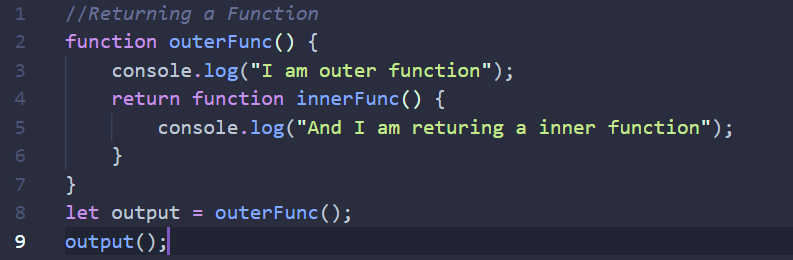 1 //Returning a Function
2 function outerFunc() {
3 console.log("I am outer function");
4 return function innerFunc() {
5 console.log("And I am returing a inner function");
6 }
7 }
8 let output = outerFunc();
9 output();